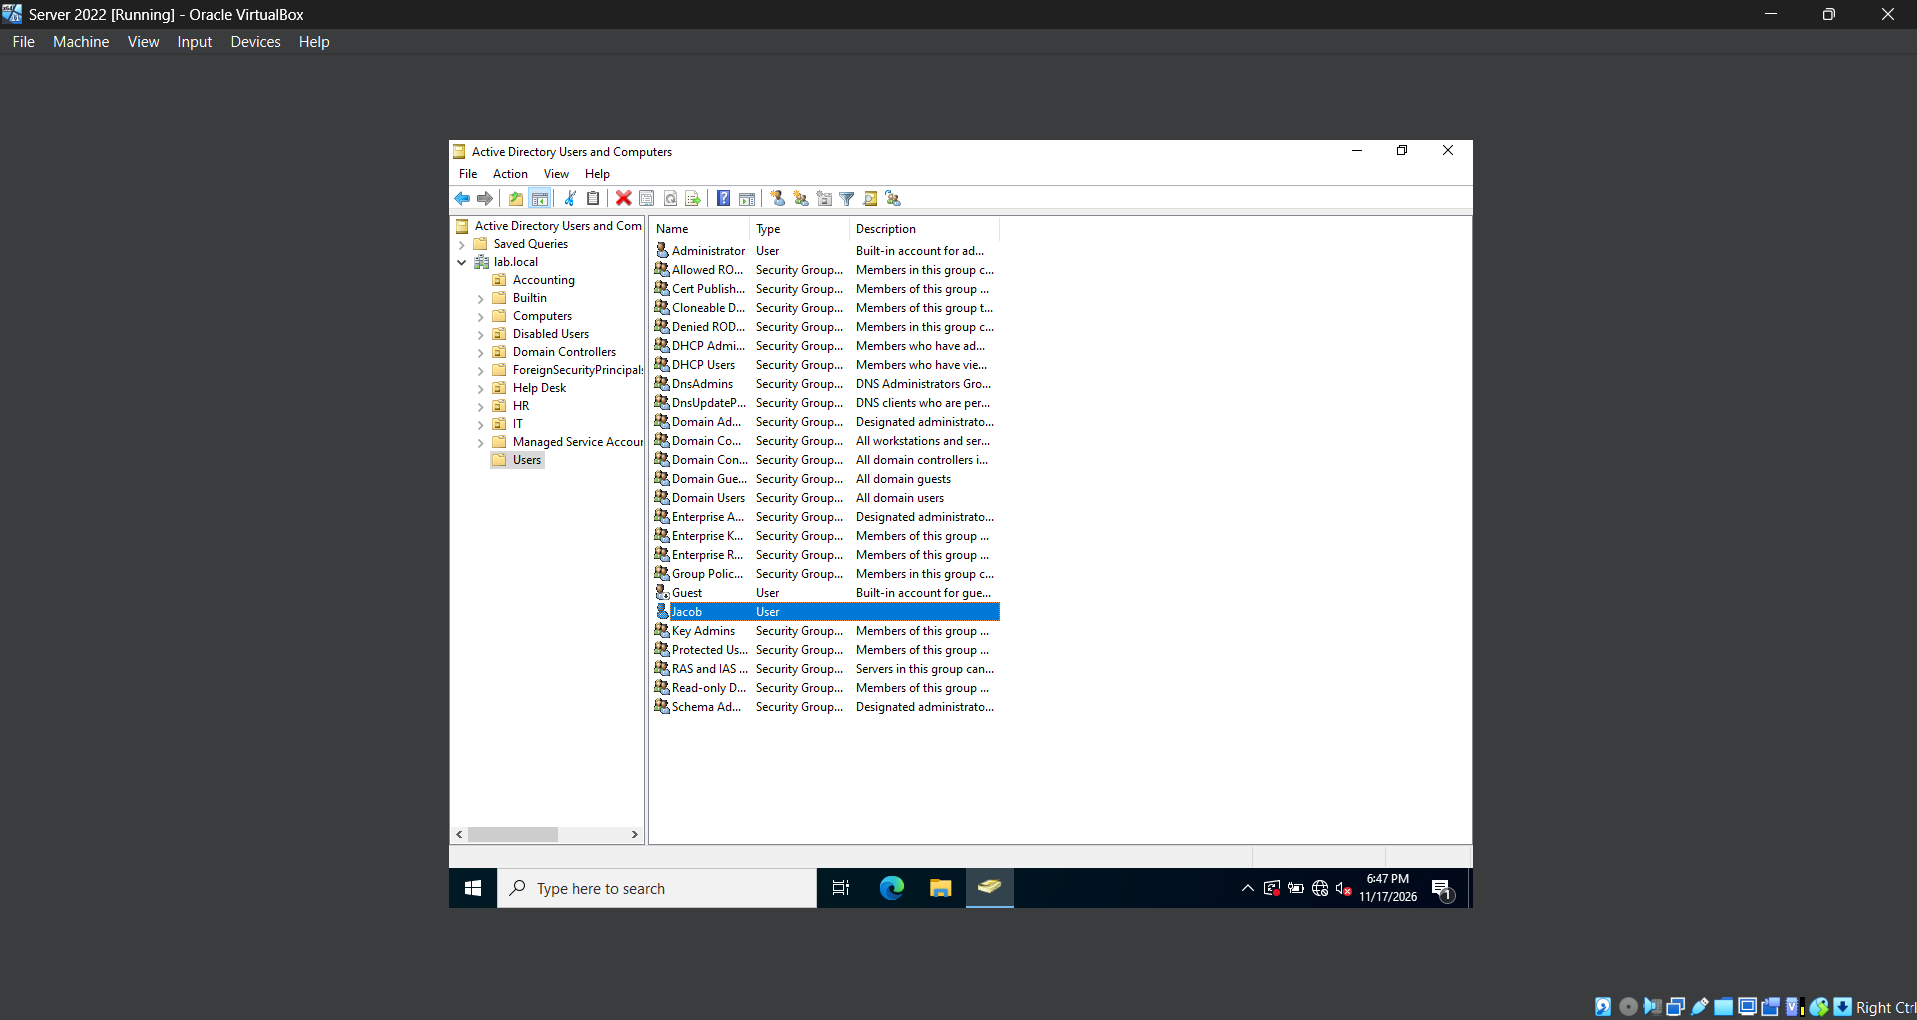 Server 2022 [Running] - Oracle VirtualBox
File Machine View Input Devices Help
Active Directory Users and Computers
File Action View Help
Active Directory Users and Com
Saved Queries
lab.local
Accounting
Builtin
Computers
Disabled Users
Domain Controllers
ForeignSecurityPrincipals
Help Desk
HR
IT
Managed Service Accour
Users
Name Type Description
Administrator User Built-in account for ad...
Allowed RO... Security Group... Members in this group c...
Cert Publish... Security Group... Members of this group ...
Cloneable D... Security Group... Members of this group t...
Denied ROD... Security Group... Members in this group c...
DHCP Admi... Security Group... Members who have ad...
DHCP Users Security Group... Members who have vie...
DnsAdmins Security Group... DNS Administrators Gro...
DnsUpdateP... Security Group... DNS clients who are per...
Domain Ad... Security Group... Designated administrato...
Domain Co... Security Group... All workstations and ser...
Domain Con... Security Group... All domain controllers i...
Domain Gue... Security Group... All domain guests
Domain Users Security Group... All domain users
Enterprise A... Security Group... Designated administrato...
Enterprise K... Security Group... Members of this group ...
Enterprise R... Security Group... Members of this group ...
Group Polic... Security Group... Members in this group c...
Guest User Built-in account for gue...
Jacob User
Key Admins Security Group... Members of this group ...
Protected Us... Security Group... Members of this group ...
RAS and IAS ... Security Group... Servers in this group can...
Read-only D... Security Group... Members of this group ...
Schema Ad... Security Group... Designated administrato...
Type here to search
6:47 PM
11/17/2026
1
Right Ctrl